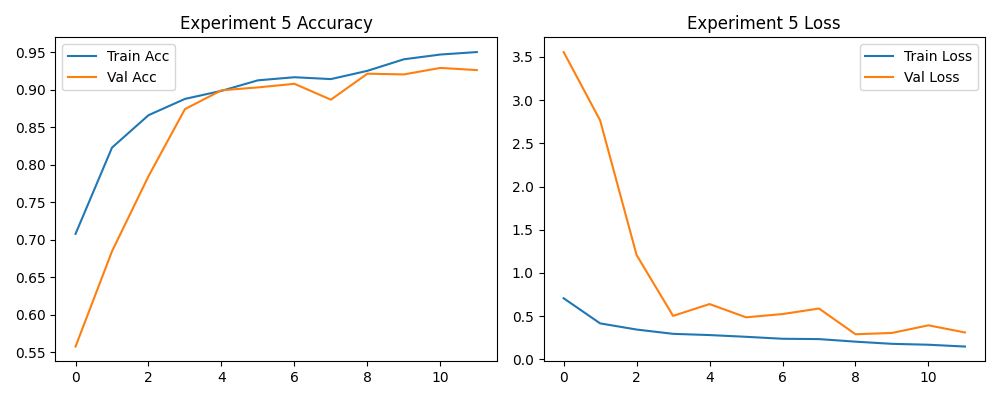 Experiment 5 Accuracy
Train Acc
Val Acc
0.95
0.90
0.85
0.80
0.75
0.70
0.65
0.60
0.55
0 2 4 6 8 10
Experiment 5 Loss
Train Loss
Val Loss
3.5
3.0
2.5
2.0
1.5
1.0
0.5
0.0
0 2 4 6 8 10